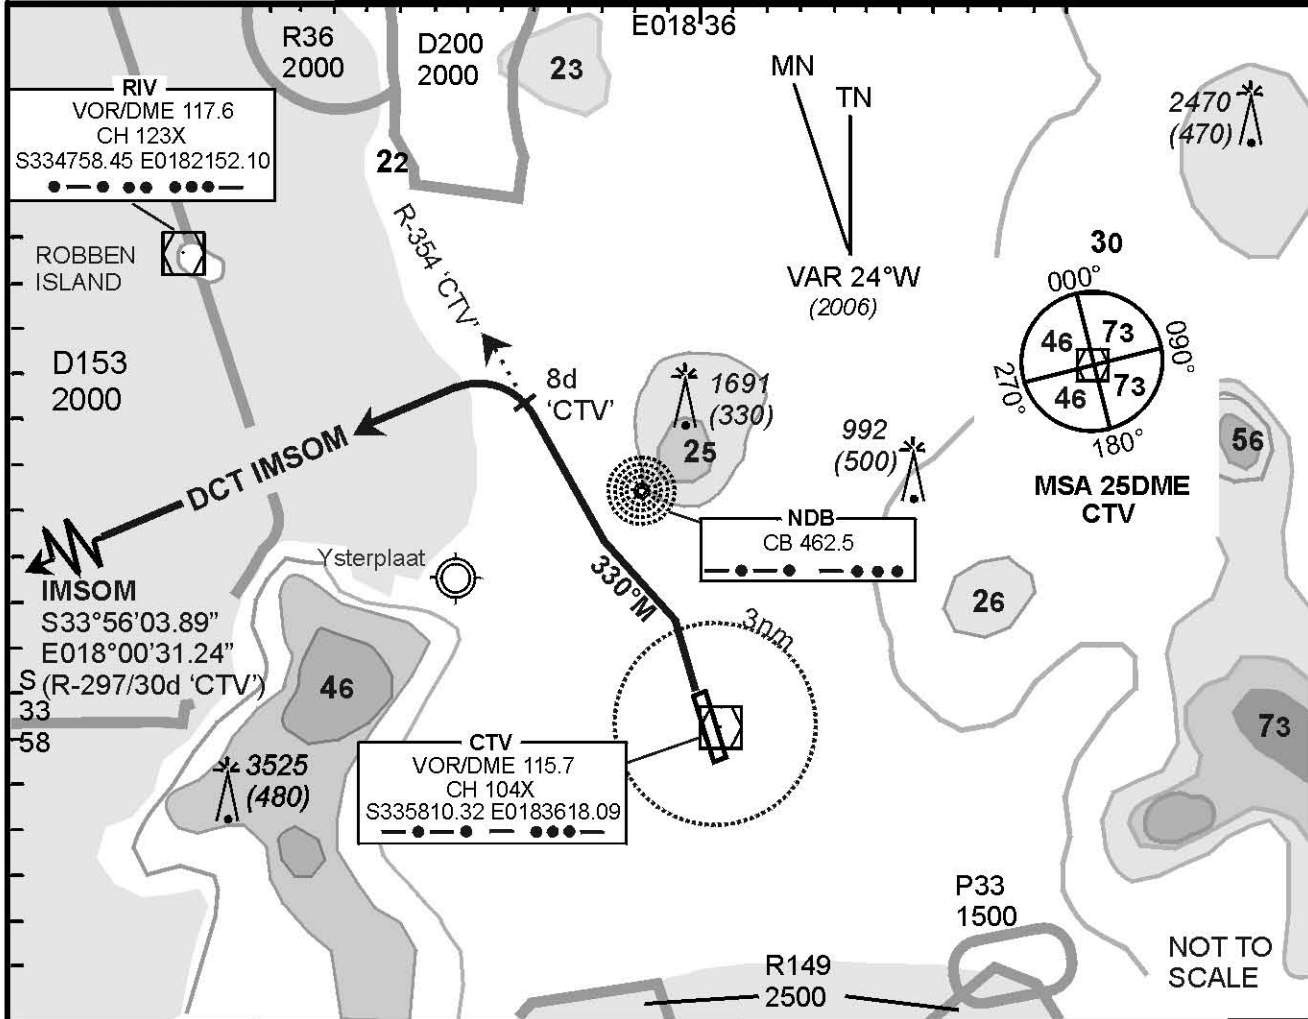 E018 36
R36
2000
D200
2000
23
MN
TN
2470
(470)
RIV
VOR/DME 117.6
CH 123X
S334758.45 E0182152.10
22
R-354 'CTV'
ROBBEN
ISLAND
VAR 24°W
(2006)
30
000°
090°
180°
270°
46
73
46
73
MSA 25DME
CTV
D153
2000
8d
'CTV'
1691
(330)
25
992
(500)
56
DCT IMSOM
NDB
CB 462.5
Ysterplaat
330°M
3nm
26
IMSOM
S33°56'03.89"
E018°00'31.24"
(R-297/30d 'CTV')
S
33
58
46
73
3525
(480)
CTV
VOR/DME 115.7
CH 104X
S335810.32 E0183618.09
P33
1500
R149
2500
NOT TO
SCALE